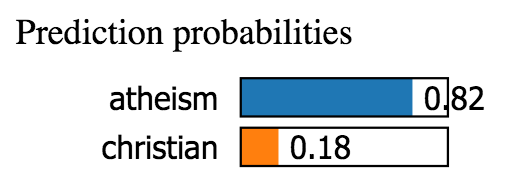 Prediction probabilities
atheism 0.82
christian 0.18